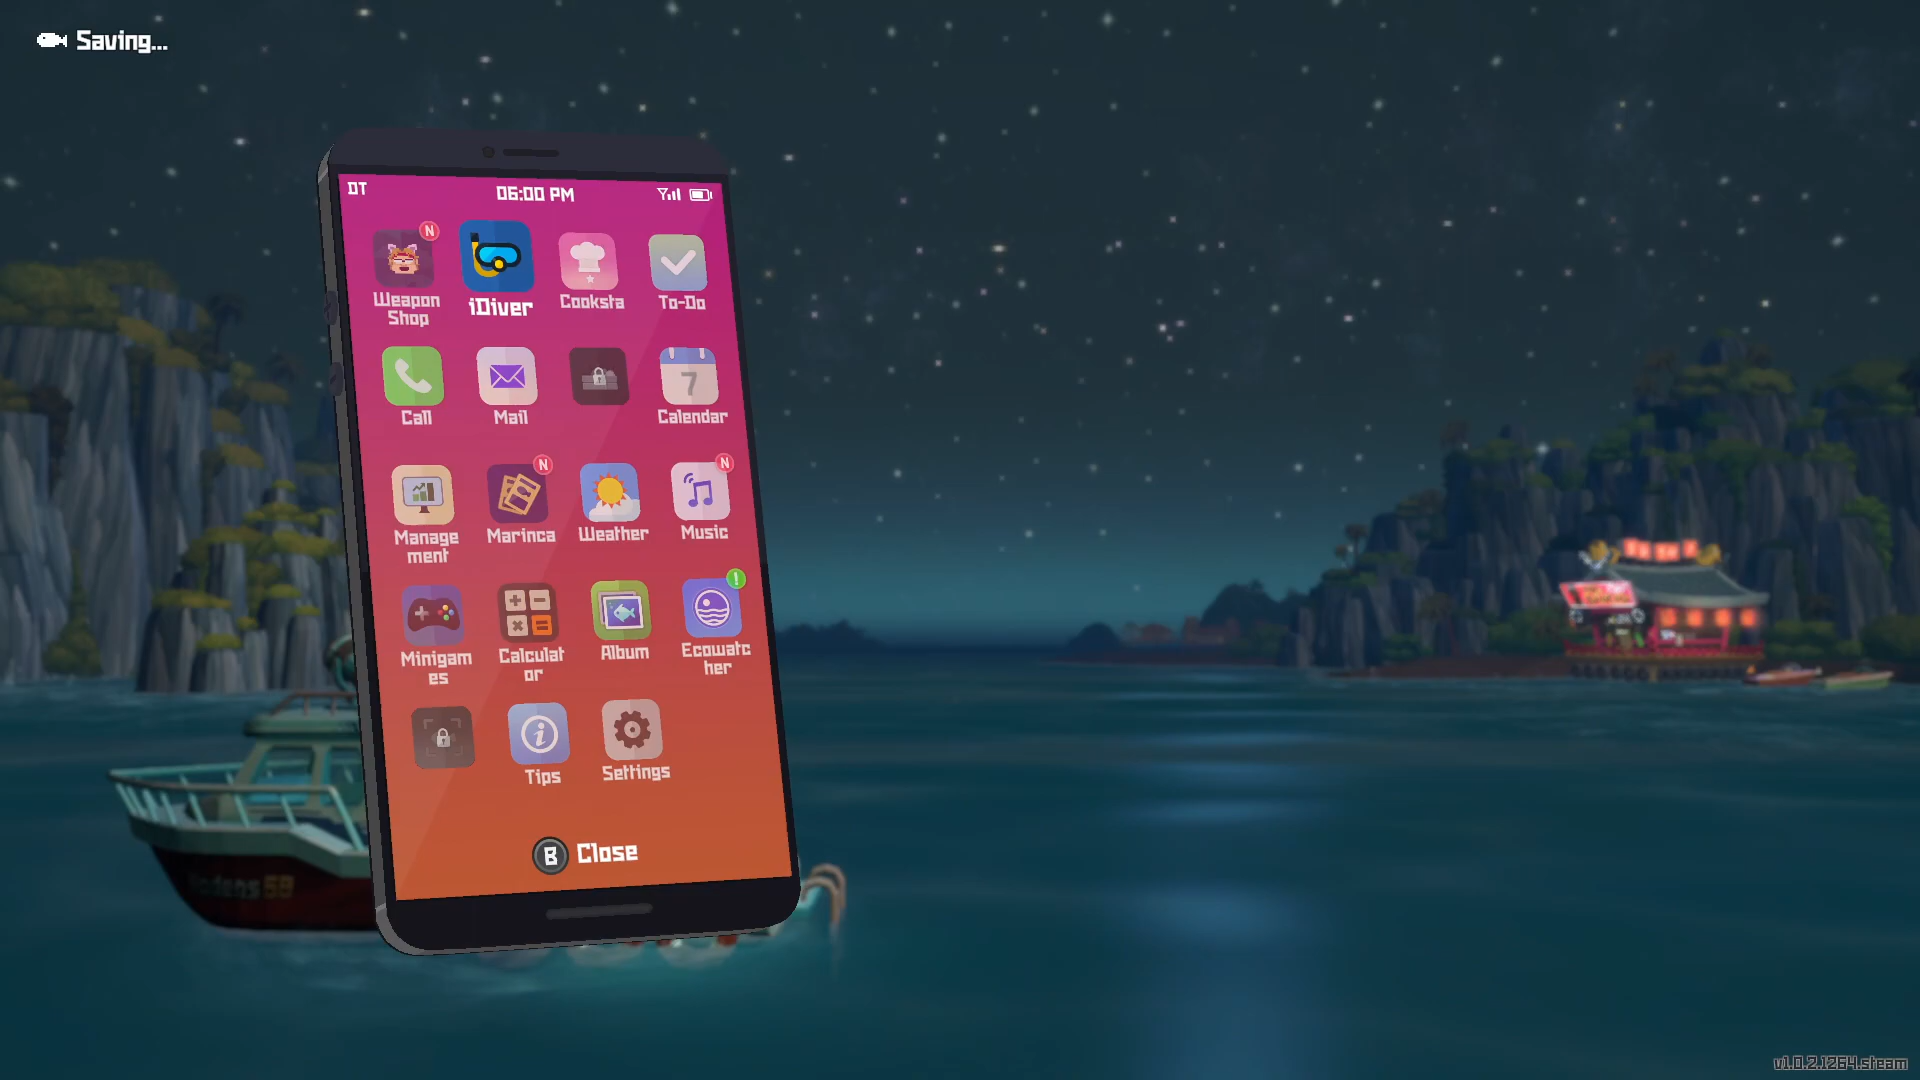 Saving...
DT
06:00 PM
N
Weapon
Shop
iDiver
Cooksta
To-Do
Call
Mail
7
Calendar
Manage
ment
N
Marinca
Weather
N
Music
Minigam
es
Calculat
or
Album
!
Ecowatc
her
Tips
Settings
B Close
v1.0.2.1264.steam